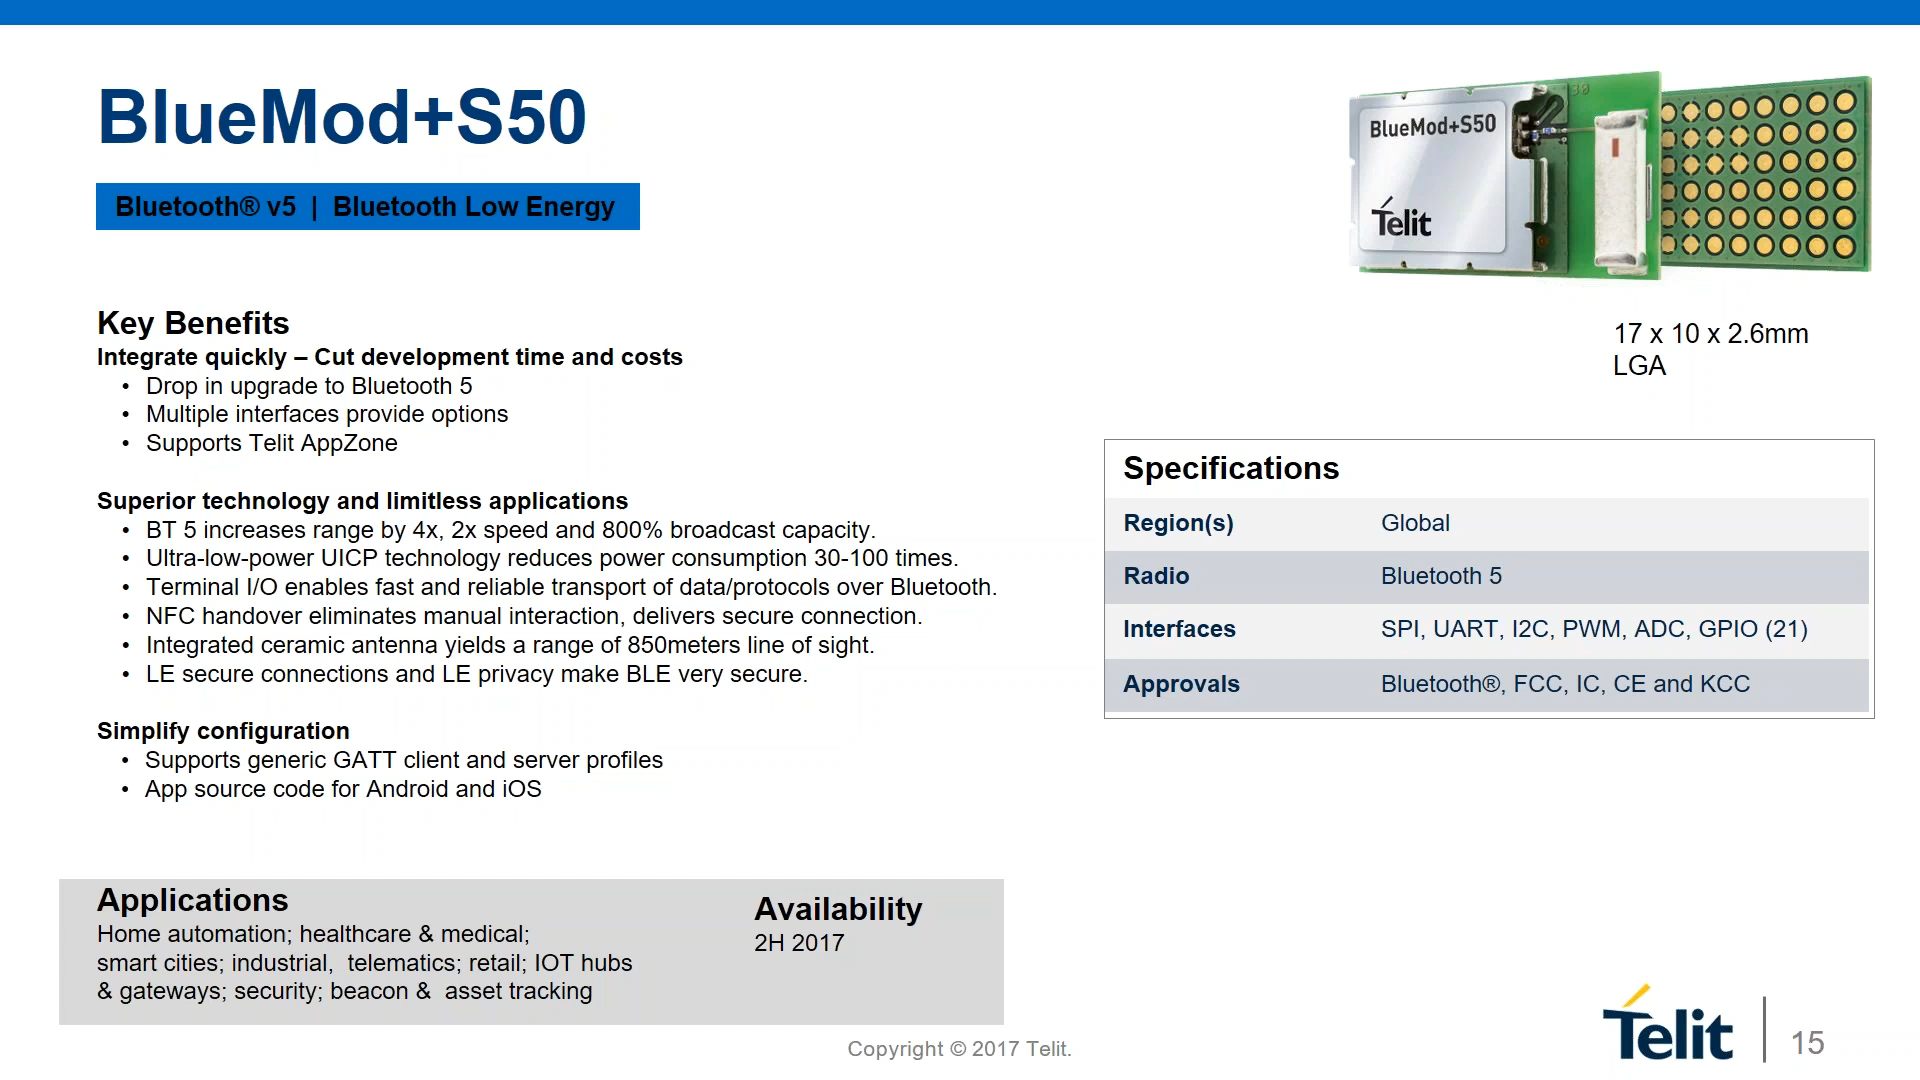 BlueMod+S50
Bluetooth® v5 | Bluetooth Low Energy
BlueMod+S50
Telit
30
17 x 10 x 2.6mm
LGA
Key Benefits
Integrate quickly – Cut development time and costs
• Drop in upgrade to Bluetooth 5
• Multiple interfaces provide options
• Supports Telit AppZone
Superior technology and limitless applications
• BT 5 increases range by 4x, 2x speed and 800% broadcast capacity.
• Ultra-low-power UICP technology reduces power consumption 30-100 times.
• Terminal I/O enables fast and reliable transport of data/protocols over Bluetooth.
• NFC handover eliminates manual interaction, delivers secure connection.
• Integrated ceramic antenna yields a range of 850meters line of sight.
• LE secure connections and LE privacy make BLE very secure.
Simplify configuration
• Supports generic GATT client and server profiles
• App source code for Android and iOS
Specifications
Region(s) Global
Radio Bluetooth 5
Interfaces SPI, UART, I2C, PWM, ADC, GPIO (21)
Approvals Bluetooth®, FCC, IC, CE and KCC
Applications
Home automation; healthcare & medical;
smart cities; industrial, telematics; retail; IOT hubs
& gateways; security; beacon & asset tracking
Availability
2H 2017
Copyright © 2017 Telit.
Telit
15